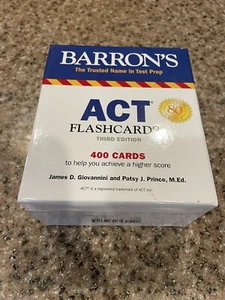 BARRON'S
The Trusted Name in Test Prep
ACT®
80
FLASHCARDS
THIRD EDITION
400 CARDS
to help you achieve a higher score
James D. Giovannini and Patsy J. Prince, M.Ed.
ACT® is a registered trademark of ACT, Inc.